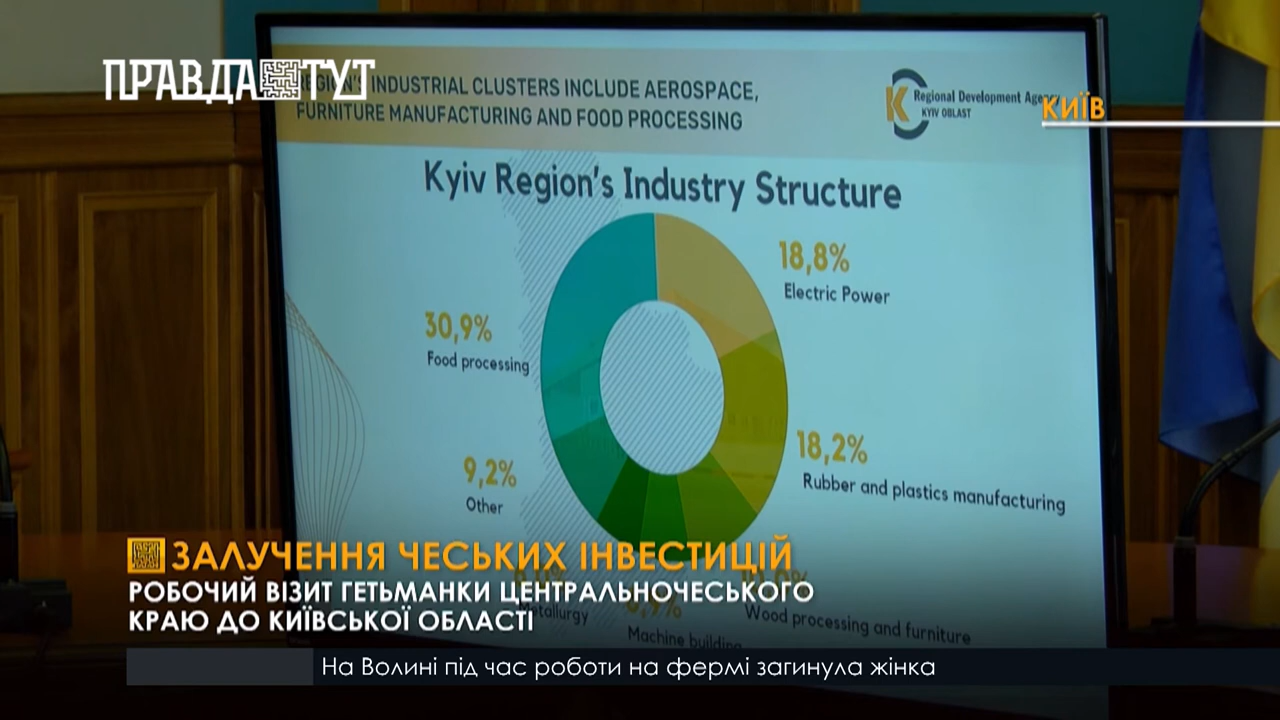 ПРАВДА ТУТ
REGION'S INDUSTRIAL CLUSTERS INCLUDE AEROSPACE,
FURNITURE MANUFACTURING AND FOOD PROCESSING
Regional Development
KYIV OBLAST
КИЇВ
Kyiv Region's Industry Structure
18,8%
Electric Power
30,9%
Food processing
18,2%
Rubber and plastics manufacturing
9,2%
Other
Metallurgy
Machine building
Wood processing and furniture
ЗАЛУЧЕННЯ ЧЕСЬКИХ ІНВЕСТИЦІЙ
РОБОЧИЙ ВІЗИТ ГЕТЬМАНКИ ЦЕНТРАЛЬНОЧЕСЬКОГО
КРАЮ ДО КИЇВСЬКОЇ ОБЛАСТІ
На Волині під час роботи на фермі загинула жінка